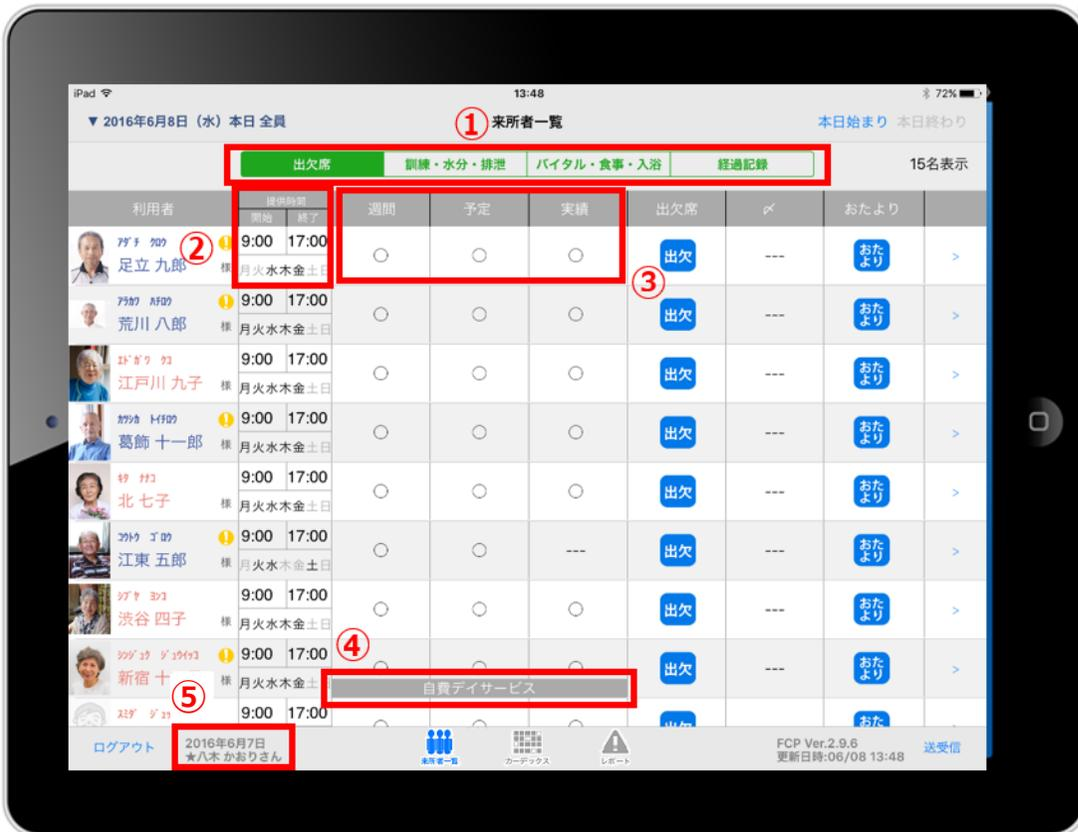 iPad 13:48 72%
▼ 2016年6月8日（水）本日 全員 ① 来所者一覧 本日始まり 本日終わり
出欠席 訓練・水分・排泄 バイタル・食事・入浴 経過記録 15名表示
利用者 提供時間 週間 予定 実績 出欠席 〆 おたより
開始 終了
アダチ クロウ ② 9:00 17:00
足立 九郎 様 月火水木金土日 ○ ○ ○ ③ 出欠 --- おたより >
アラカワ ハチロウ 9:00 17:00
荒川 八郎 様 月火水木金土日 ○ ○ ○ 出欠 --- おたより >
エドガワ クコ 9:00 17:00
江戸川 九子 様 月火水木金土日 ○ ○ ○ 出欠 --- おたより >
カツシカ トイチロウ 9:00 17:00
葛飾 十一郎 様 月火水木金土日 ○ ○ ○ 出欠 --- おたより >
キタ ナナコ 9:00 17:00
北 七子 様 月火水木金土日 ○ ○ ○ 出欠 --- おたより >
コウトウ ゴロウ 9:00 17:00
江東 五郎 様 月火水木金土日 ○ ○ --- 出欠 --- おたより >
シブヤ ヨンコ 9:00 17:00
渋谷 四子 様 月火水木金土日 ○ ○ ○ 出欠 --- おたより >
シンジュク ジュウイッコ 9:00 17:00 ④
新宿 十 様 月火水木金土 ○ ○ ○ 出欠 --- おたより >
自費デイサービス
⑤
スミダ 9:00 17:00
ログアウト 2016年6月7日 来所者一覧 カーデックス レポート FCP Ver.2.9.6 送受信
★八木 かおりさん 更新日時:06/08 13:48